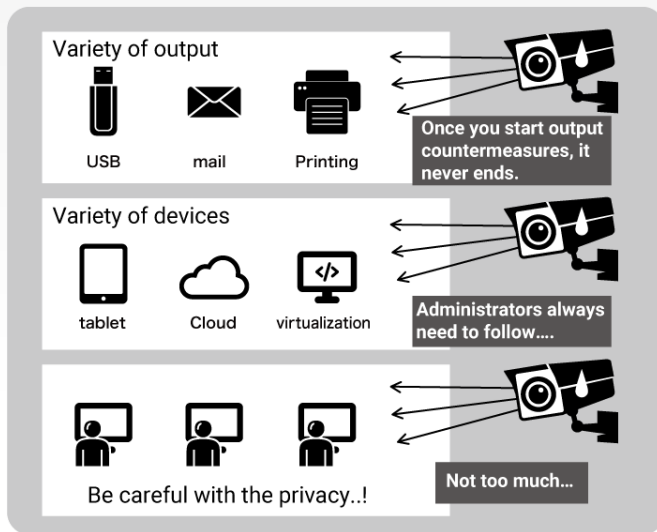 Variety of output
USB
mail
Printing
Once you start output
countermeasures, it
never ends.
Variety of devices
tablet
Cloud
virtualization
Administrators always
need to follow....
Be careful with the privacy..!
Not too much...